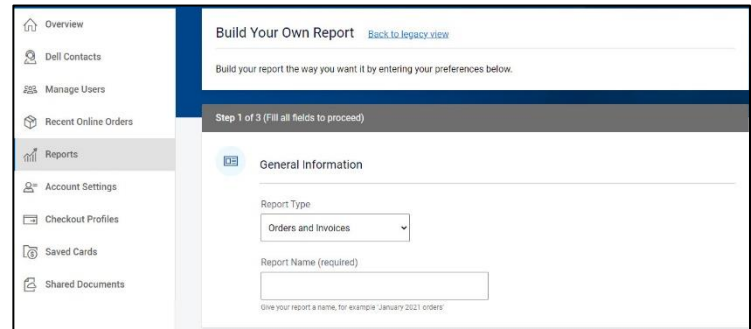 Overview
Dell Contacts
Manage Users
Recent Online Orders
Reports
Account Settings
Checkout Profiles
Saved Cards
Shared Documents
Build Your Own Report Back to legacy view
Build your report the way you want it by entering your preferences below.
Step 1 of 3 (Fill all fields to proceed)
General Information
Report Type
Orders and Invoices
Report Name (required)
Give your report a name, for example 'January 2021 orders'